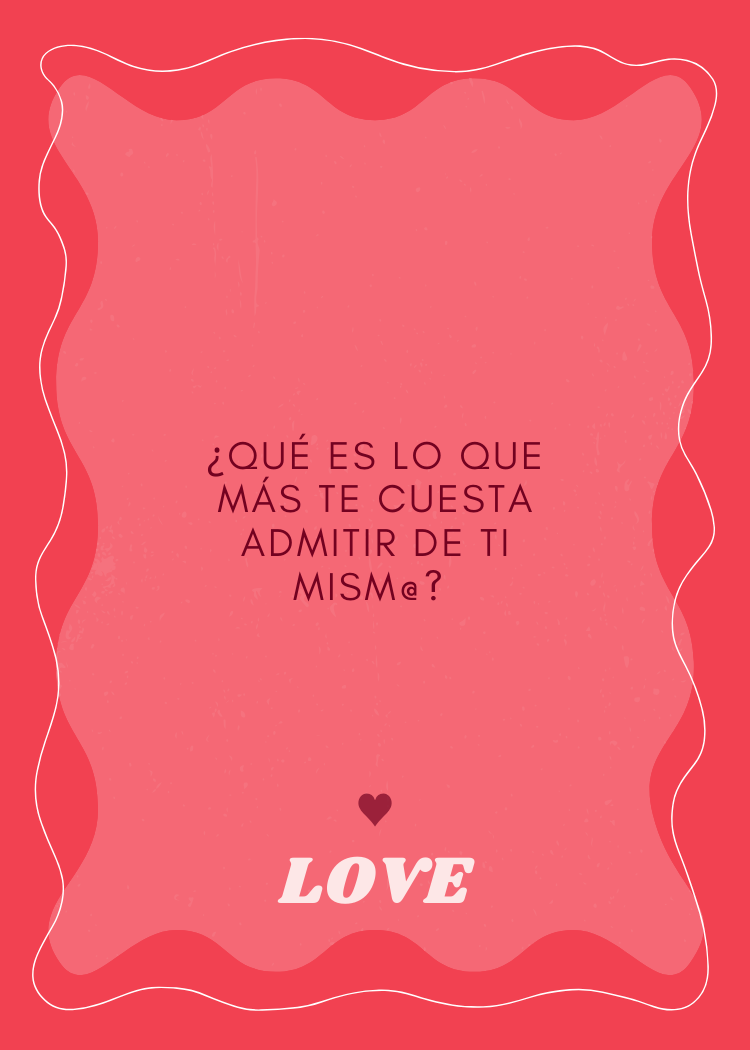 ¿QUÉ ES LO QUE
MÁS TE CUESTA
ADMITIR DE TI
MISM@?
LOVE